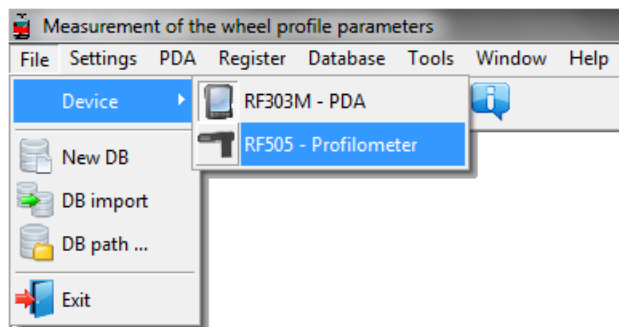 Measurement of the wheel profile parameters
File Settings PDA Register Database Tools Window Help
Device
RF303M - PDA
RF505 - Profilometer
New DB
DB import
DB path ...
Exit